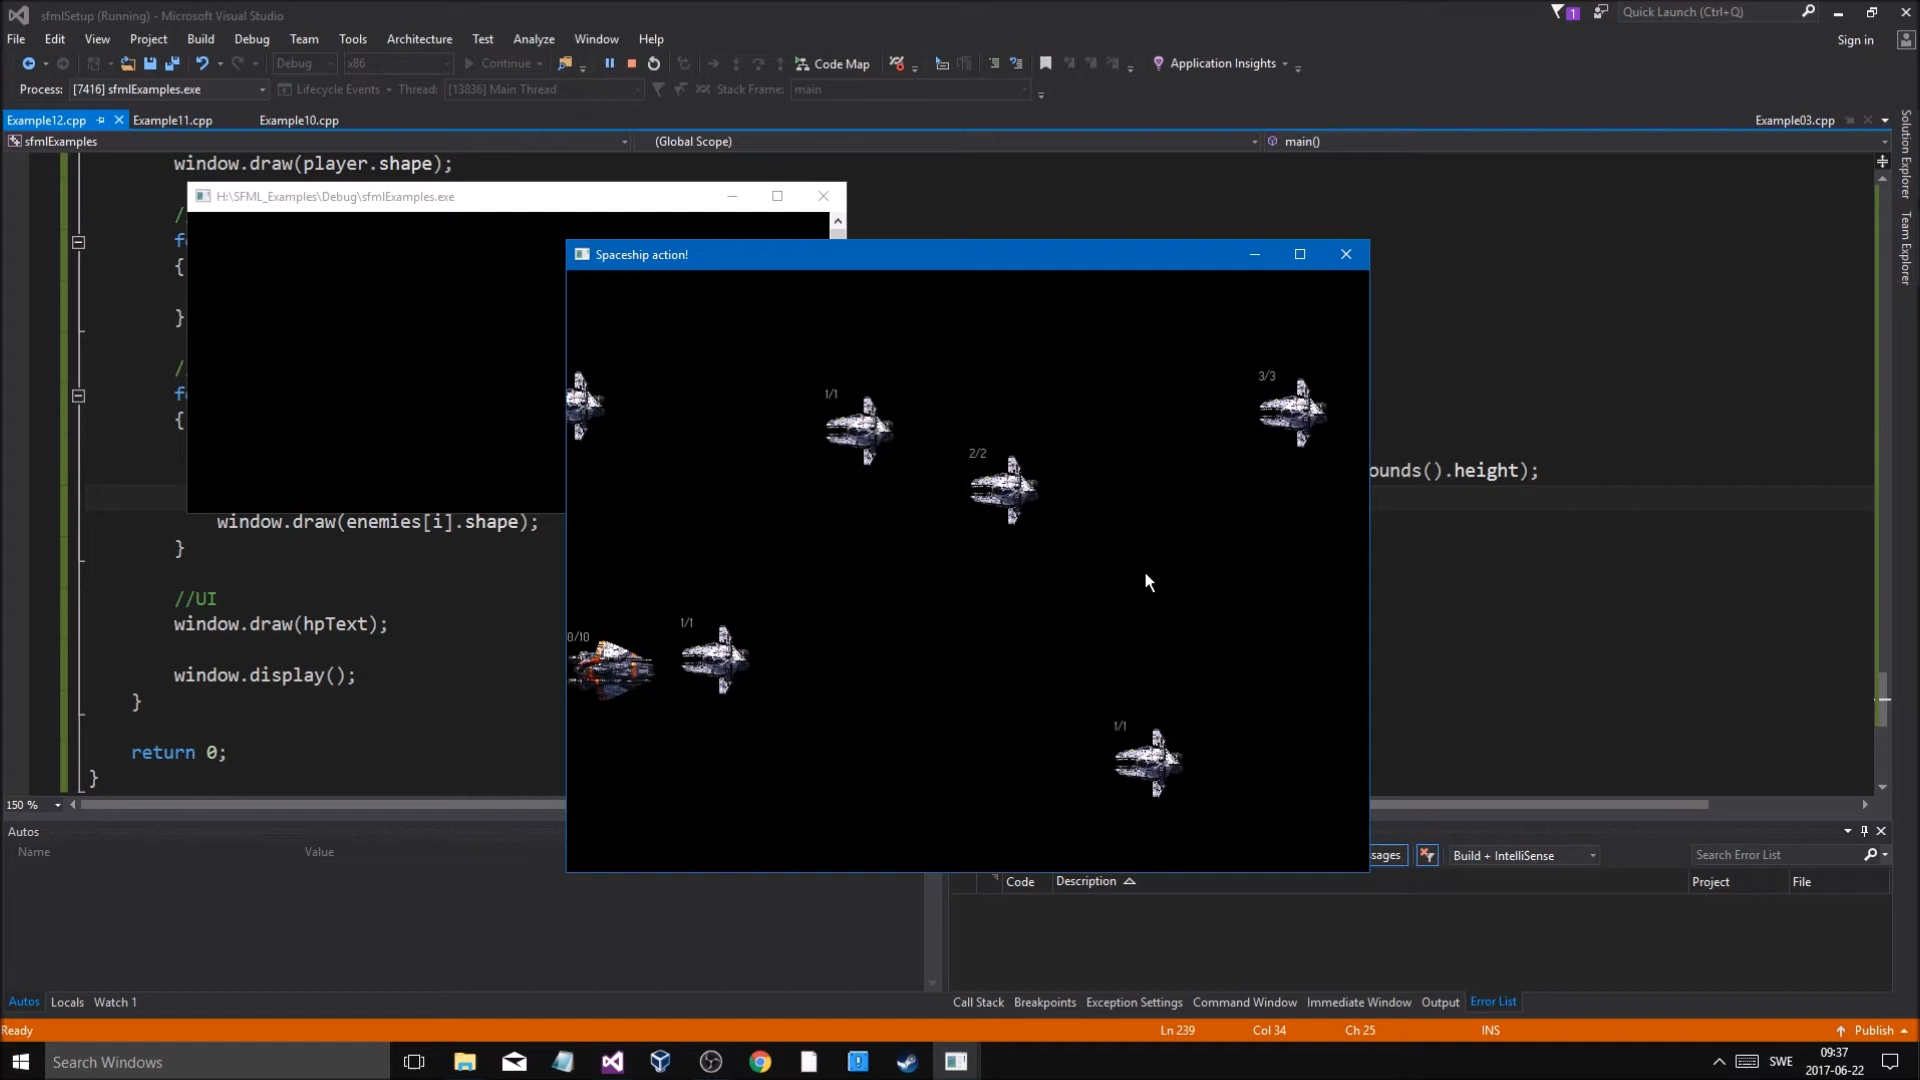 sfmlSetup (Running) - Microsoft Visual Studio
1
Quick Launch (Ctrl+Q)
File Edit View Project Build Debug Team Tools Architecture Test Analyze Window Help
Sign in
Debug x86 Continue Code Map Application Insights
Process: [7416] sfmlExamples.exe Lifecycle Events Thread: [13836] Main Thread Stack Frame: main
Example12.cpp Example11.cpp Example10.cpp Example03.cpp
sfmlExamples (Global Scope) main()
Solution Explorer
Team Explorer
window.draw(player.shape);
H:\SFML_Examples\Debug\sfmlExamples.exe
Spaceship action!
{
}
{
1/1
2/2
3/3
1/1
0/10
1/1
ounds().height);
window.draw(enemies[i].shape);
}
//UI
window.draw(hpText);
window.display();
}
return 0;
}
150 %
Autos
Name Value
sages Build + IntelliSense Search Error List
Code Description Project File
Autos Locals Watch 1
Call Stack Breakpoints Exception Settings Command Window Immediate Window Output Error List
Ready Ln 239 Col 34 Ch 25 INS Publish
Search Windows
SWE
09:37
2017-06-22